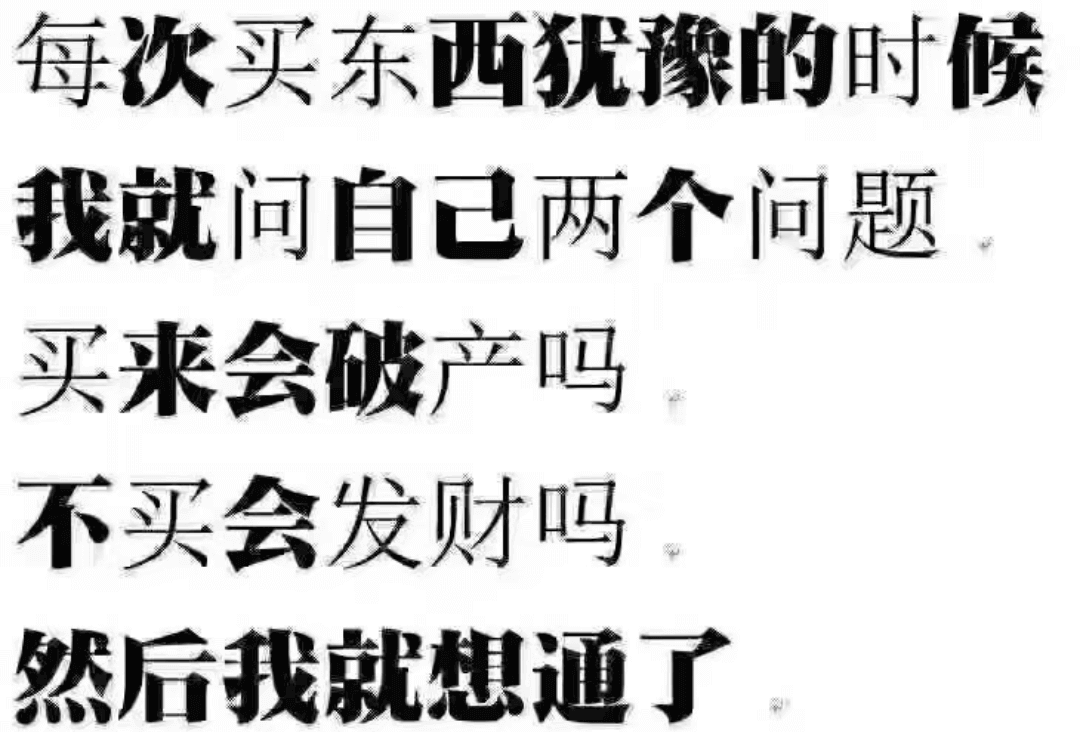 每次买东西犹豫的时候
我就问自己两个问题
买来会破产吗
不买会发财吗
然后我就想通了